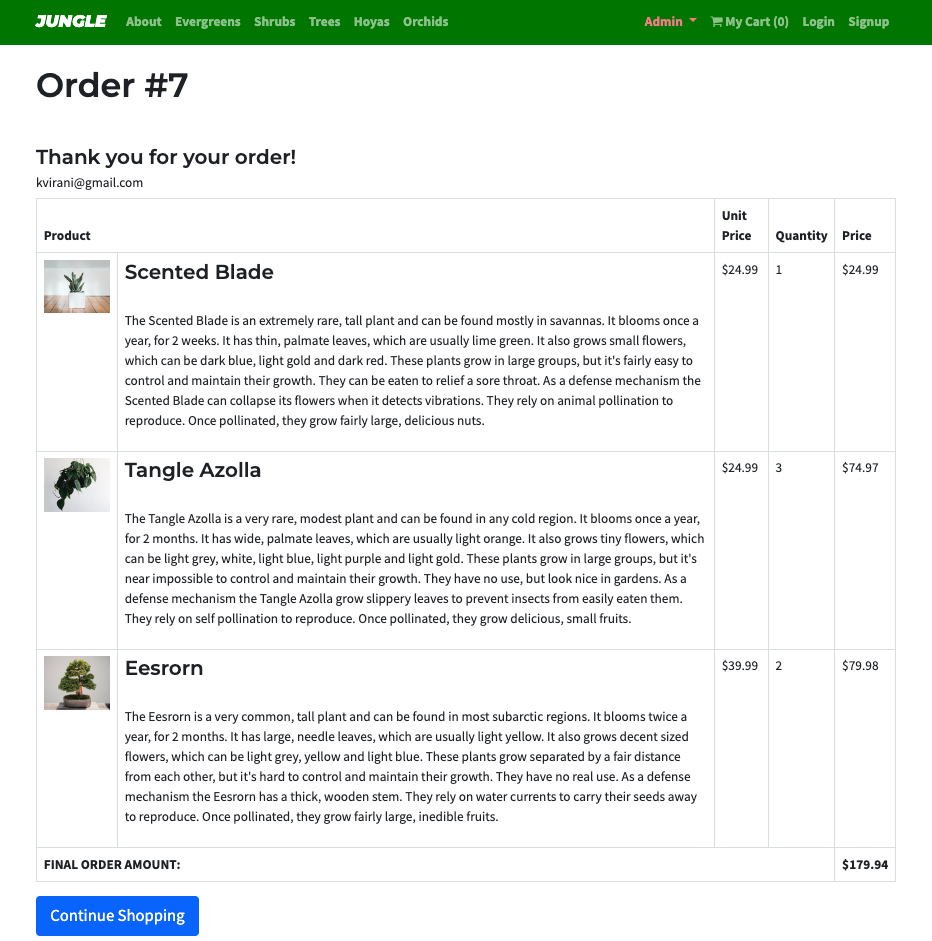 JUNGLE About Evergreens Shrubs Trees Hoyas Orchids Admin My Cart (0) Login Signup
Order #7
Thank you for your order!
kvirani@gmail.com
Product Unit Price Quantity Price
Scented Blade $24.99 1 $24.99
The Scented Blade is an extremely rare, tall plant and can be found mostly in savannas. It blooms once a
year, for 2 weeks. It has thin, palmate leaves, which are usually lime green. It also grows small flowers,
which can be dark blue, light gold and dark red. These plants grow in large groups, but it's fairly easy to
control and maintain their growth. They can be eaten to relief a sore throat. As a defense mechanism the
Scented Blade can collapse its flowers when it detects vibrations. They rely on animal pollination to
reproduce. Once pollinated, they grow fairly large, delicious nuts.
Tangle Azolla $24.99 3 $74.97
The Tangle Azolla is a very rare, modest plant and can be found in any cold region. It blooms once a year,
for 2 months. It has wide, palmate leaves, which are usually light orange. It also grows tiny flowers, which
can be light grey, white, light blue, light purple and light gold. These plants grow in large groups, but it's
near impossible to control and maintain their growth. They have no use, but look nice in gardens. As a
defense mechanism the Tangle Azolla grow slippery leaves to prevent insects from easily eaten them.
They rely on self pollination to reproduce. Once pollinated, they grow delicious, small fruits.
Eesrorn $39.99 2 $79.98
The Eesrorn is a very common, tall plant and can be found in most subarctic regions. It blooms twice a
year, for 2 months. It has large, needle leaves, which are usually light yellow. It also grows decent sized
flowers, which can be light grey, yellow and light blue. These plants grow separated by a fair distance
from each other, but it's hard to control and maintain their growth. They have no real use. As a defense
mechanism the Eesrorn has a thick, wooden stem. They rely on water currents to carry their seeds away
to reproduce. Once pollinated, they grow fairly large, inedible fruits.
FINAL ORDER AMOUNT: $179.94
Continue Shopping